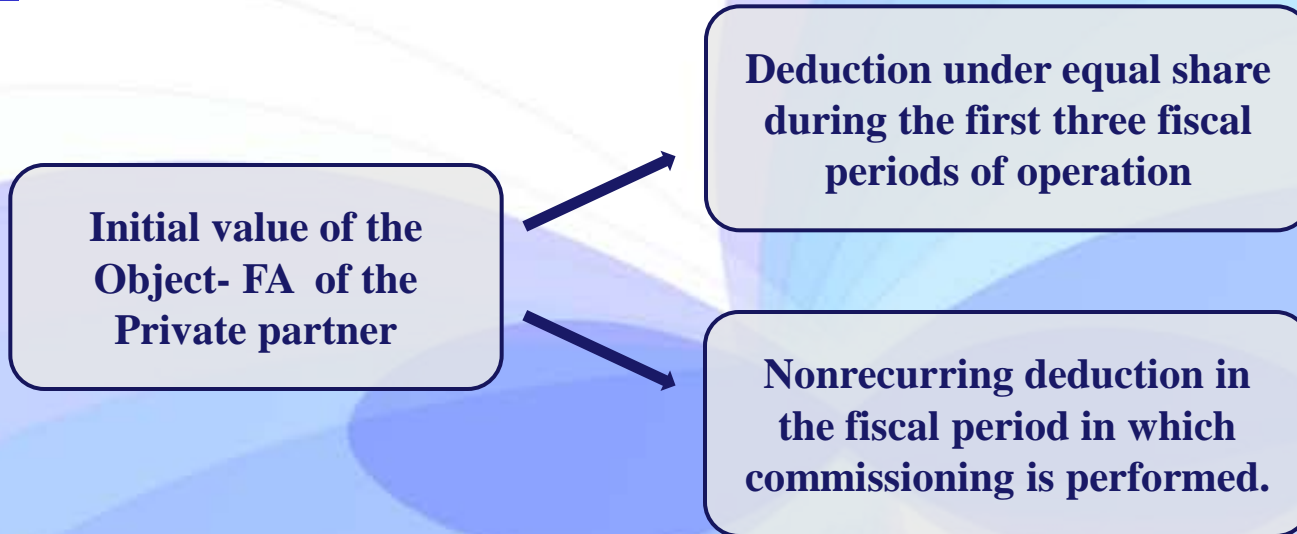 Deduction under equal share
during the first three fiscal
periods of operation
Initial value of the
Object- FA of the
Private partner
Nonrecurring deduction in
the fiscal period in which
commissioning is performed.